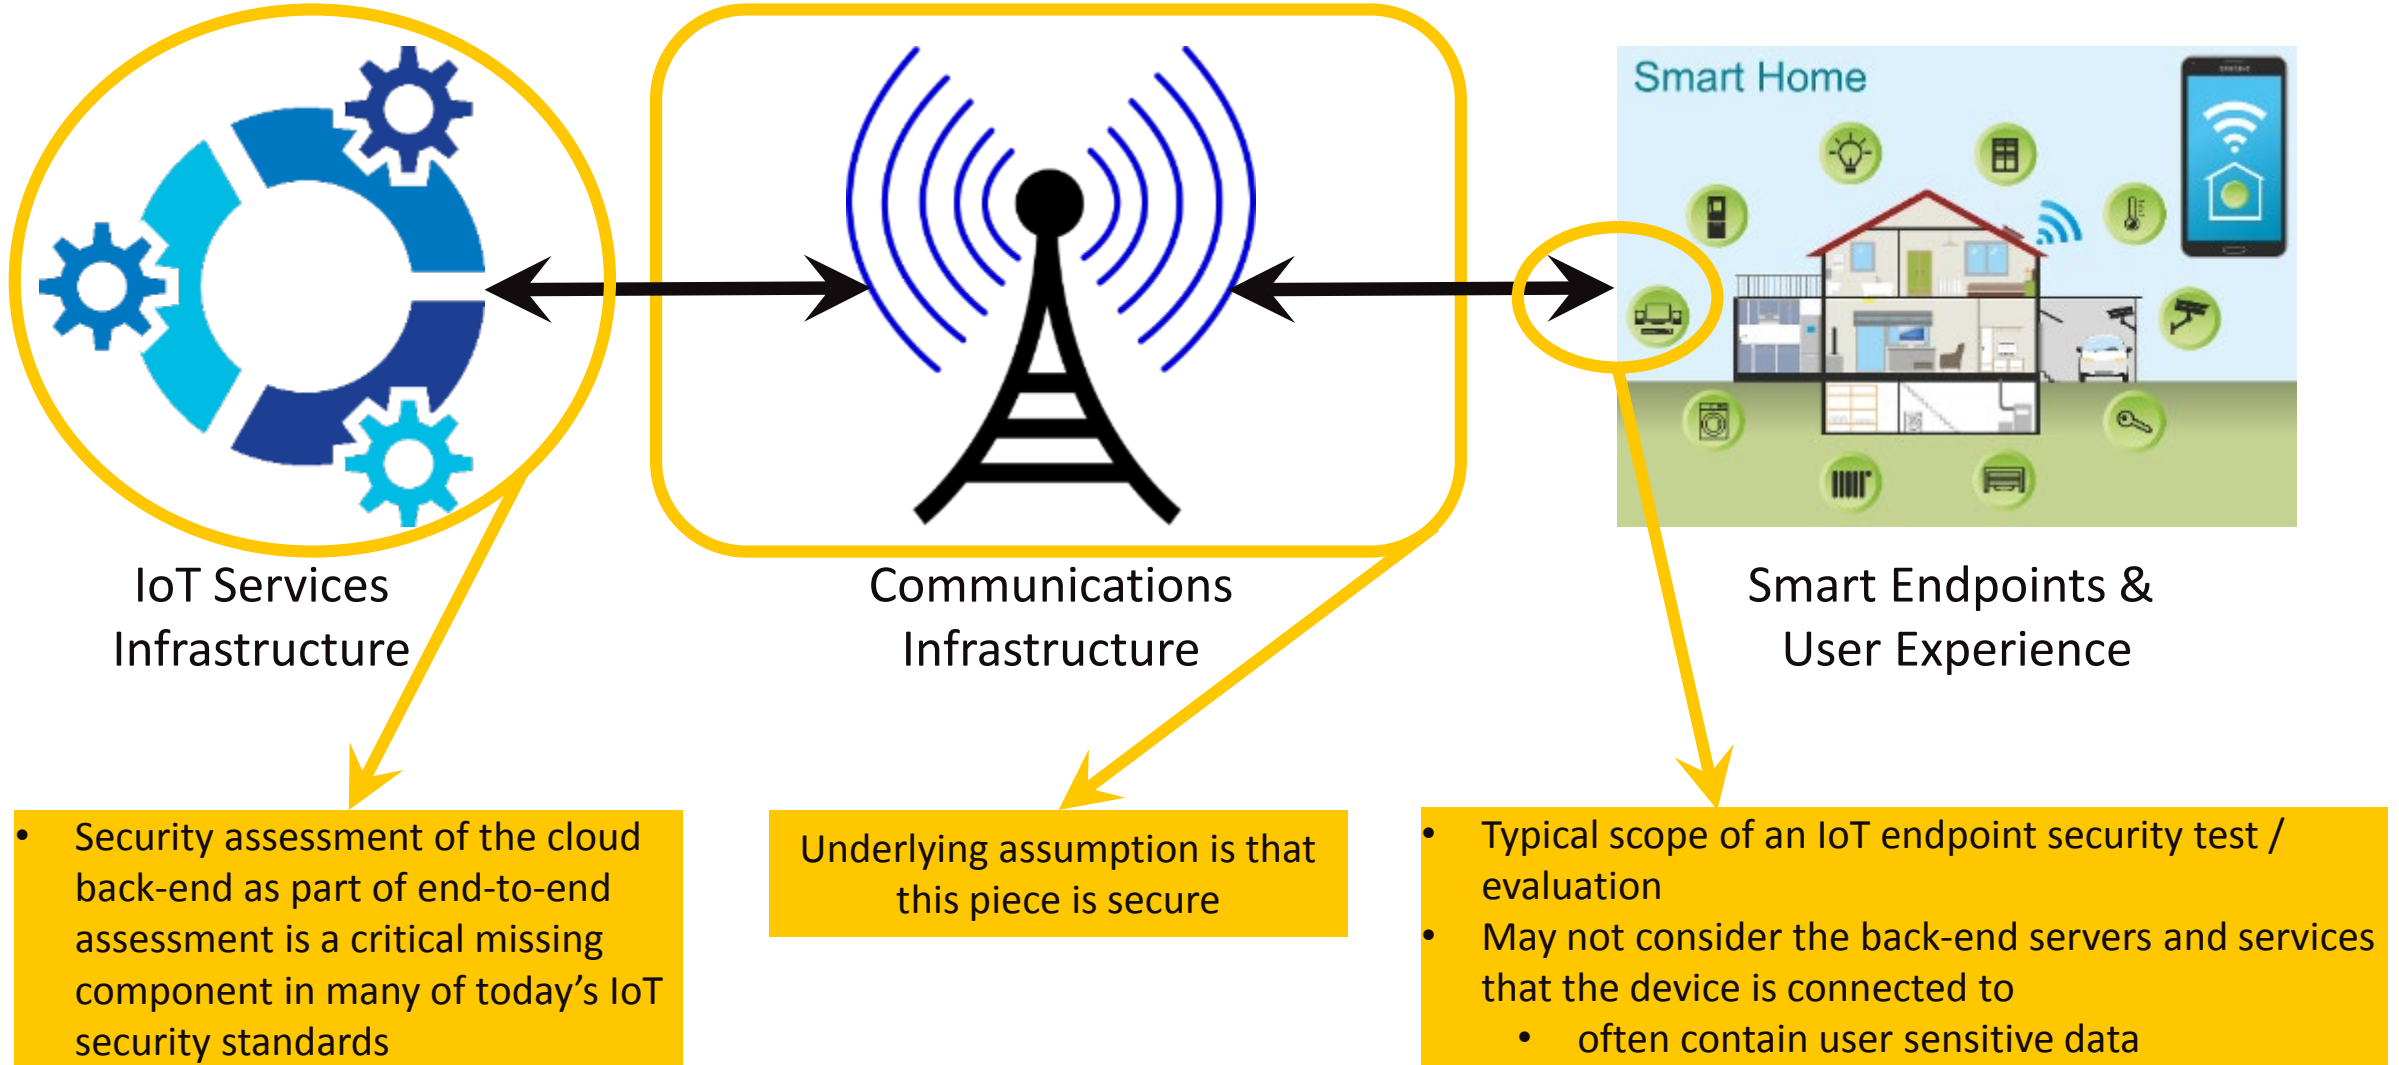 Smart Home
IoT Services
Infrastructure
Communications
Infrastructure
Smart Endpoints &
User Experience
• Security assessment of the cloud
back-end as part of end-to-end
assessment is a critical missing
component in many of today’s IoT
security standards
Underlying assumption is that
this piece is secure
• Typical scope of an IoT endpoint security test /
evaluation
• May not consider the back-end servers and services
that the device is connected to
• often contain user sensitive data